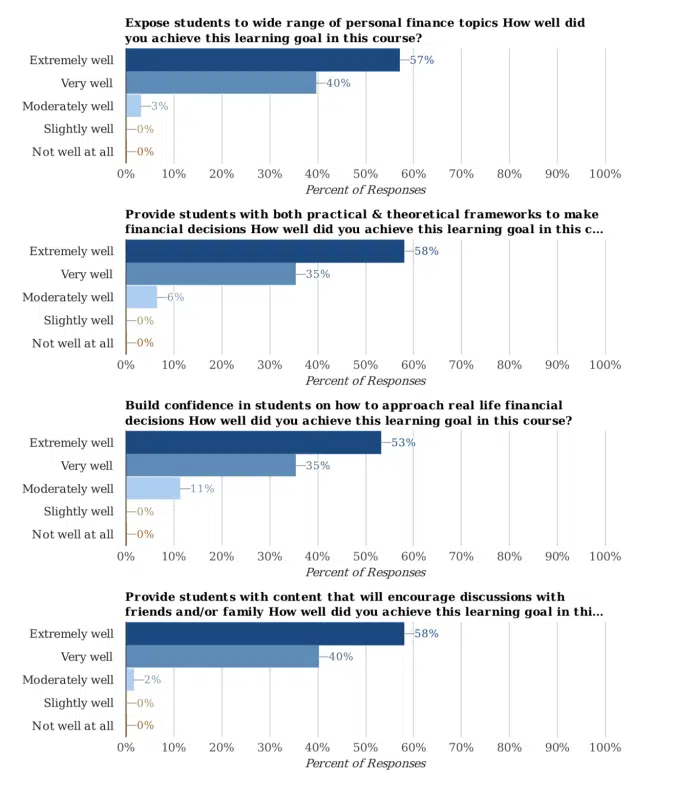 Expose students to wide range of personal finance topics How well did
you achieve this learning goal in this course?
Extremely well 57%
Very well 40%
Moderately well 3%
Slightly well 0%
Not well at all 0%
0% 10% 20% 30% 40% 50% 60% 70% 80% 90% 100%
Percent of Responses
Provide students with both practical & theoretical frameworks to make
financial decisions How well did you achieve this learning goal in this c...
Extremely well 58%
Very well 35%
Moderately well 6%
Slightly well 0%
Not well at all 0%
0% 10% 20% 30% 40% 50% 60% 70% 80% 90% 100%
Percent of Responses
Build confidence in students on how to approach real life financial
decisions How well did you achieve this learning goal in this course?
Extremely well 53%
Very well 35%
Moderately well 11%
Slightly well 0%
Not well at all 0%
0% 10% 20% 30% 40% 50% 60% 70% 80% 90% 100%
Percent of Responses
Provide students with content that will encourage discussions with
friends and/or family How well did you achieve this learning goal in thi...
Extremely well 58%
Very well 40%
Moderately well 2%
Slightly well 0%
Not well at all 0%
0% 10% 20% 30% 40% 50% 60% 70% 80% 90% 100%
Percent of Responses